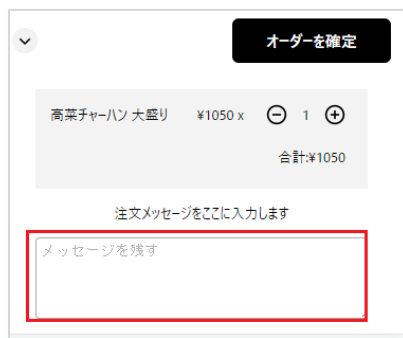 オーダーを確定
高菜チャーハン 大盛り ¥1050 x 1
合計:¥1050
注文メッセージをここに入力します
メッセージを残す